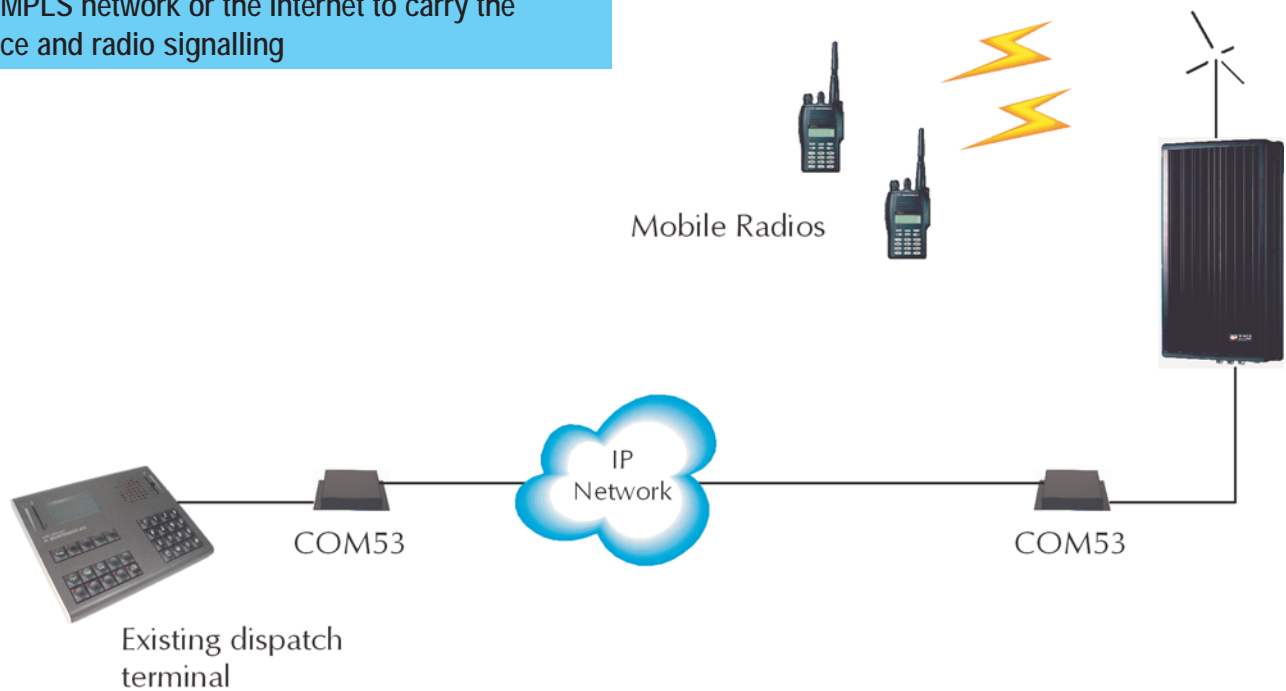 MPLS network or the internet to carry the
ce and radio signalling
Mobile Radios
IP
Network
COM53
COM53
Existing dispatch
terminal